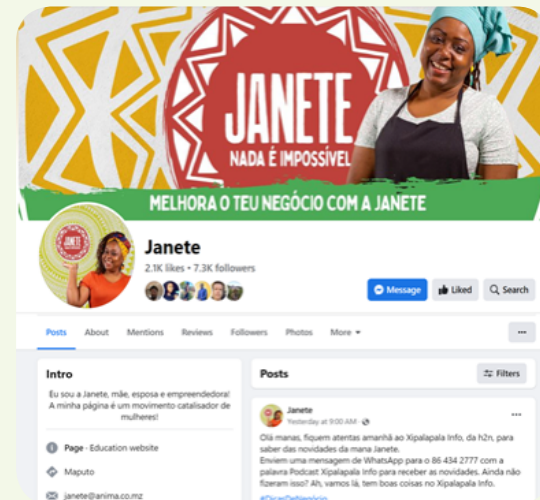 JANETE
NADA É IMPOSSÍVEL
MELHORA O TEU NEGÓCIO COM A JANETE
JANETE
Janete
2.1K likes • 7.3K followers
Message
Liked
Search
Posts
About
Mentions
Reviews
Followers
Photos
More
Intro
Eu sou a Janete, mãe, esposa e empreendedora!
A minha página é um movimento catalisador de
mulheres!
Page · Education website
Maputo
janete@anima.co.mz
Posts
Filters
Janete
Yesterday at 9:00 AM ·
Olá manas, fiquem atentas amanhã ao Xipalapala Info, da h2n, para
saber das novidades da mana Janete.
Enviem uma mensagem de WhatsApp para o 86 434 2777 com a
palavra Podcast Xipalapala Info para receber as novidades. Ainda não
fizeram isso? Ah, vamos lá, tem boas coisas no Xipalapala Info.
#DicasDeNegócio